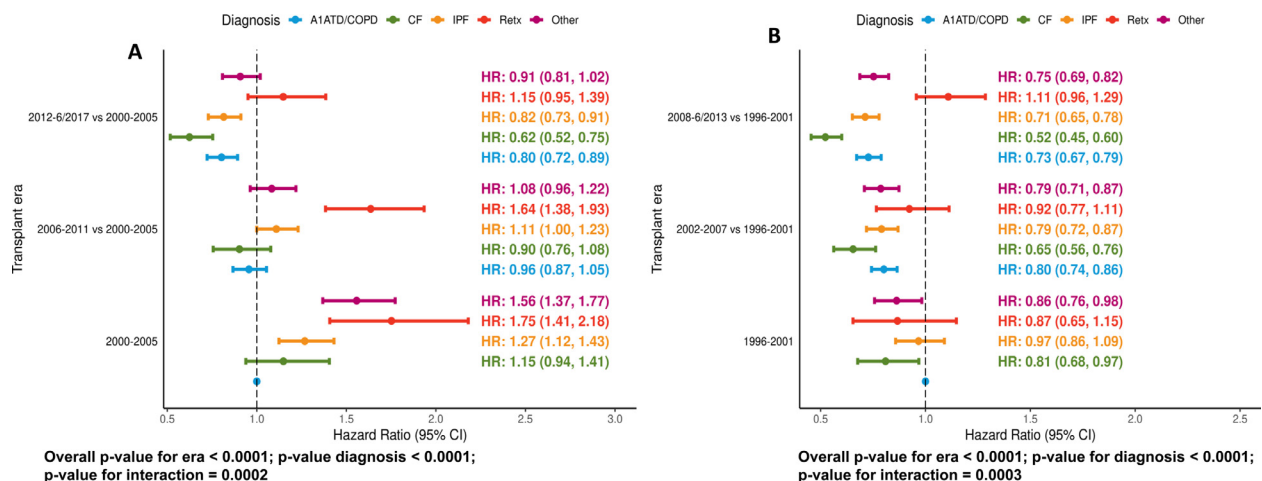 Diagnosis A1ATD/COPD CF IPF Retx Other
A
HR: 0.91 (0.81, 1.02)
HR: 1.15 (0.95, 1.39)
2012-6/2017 vs 2000-2005
HR: 0.82 (0.73, 0.91)
HR: 0.62 (0.52, 0.75)
HR: 0.80 (0.72, 0.89)
Transplant era
HR: 1.08 (0.96, 1.22)
HR: 1.64 (1.38, 1.93)
2006-2011 vs 2000-2005
HR: 1.11 (1.00, 1.23)
HR: 0.90 (0.76, 1.08)
HR: 0.96 (0.87, 1.05)
HR: 1.56 (1.37, 1.77)
HR: 1.75 (1.41, 2.18)
2000-2005
HR: 1.27 (1.12, 1.43)
HR: 1.15 (0.94, 1.41)
0.5 1.0 1.5 2.0 2.5 3.0
Hazard Ratio (95% CI)
Overall p-value for era < 0.0001; p-value diagnosis < 0.0001;
p-value for interaction = 0.0002
Diagnosis A1ATD/COPD CF IPF Retx Other
B
HR: 0.75 (0.69, 0.82)
HR: 1.11 (0.96, 1.29)
2008-6/2013 vs 1996-2001
HR: 0.71 (0.65, 0.78)
HR: 0.52 (0.45, 0.60)
HR: 0.73 (0.67, 0.79)
Transplant era
HR: 0.79 (0.71, 0.87)
HR: 0.92 (0.77, 1.11)
2002-2007 vs 1996-2001
HR: 0.79 (0.72, 0.87)
HR: 0.65 (0.56, 0.76)
HR: 0.80 (0.74, 0.86)
HR: 0.86 (0.76, 0.98)
HR: 0.87 (0.65, 1.15)
1996-2001
HR: 0.97 (0.86, 1.09)
HR: 0.81 (0.68, 0.97)
0.5 1.0 2.0 2.5
Hazard Ratio (95% CI)
Overall p-value for era < 0.0001; p-value for diagnosis < 0.0001;
p-value for interaction = 0.0003